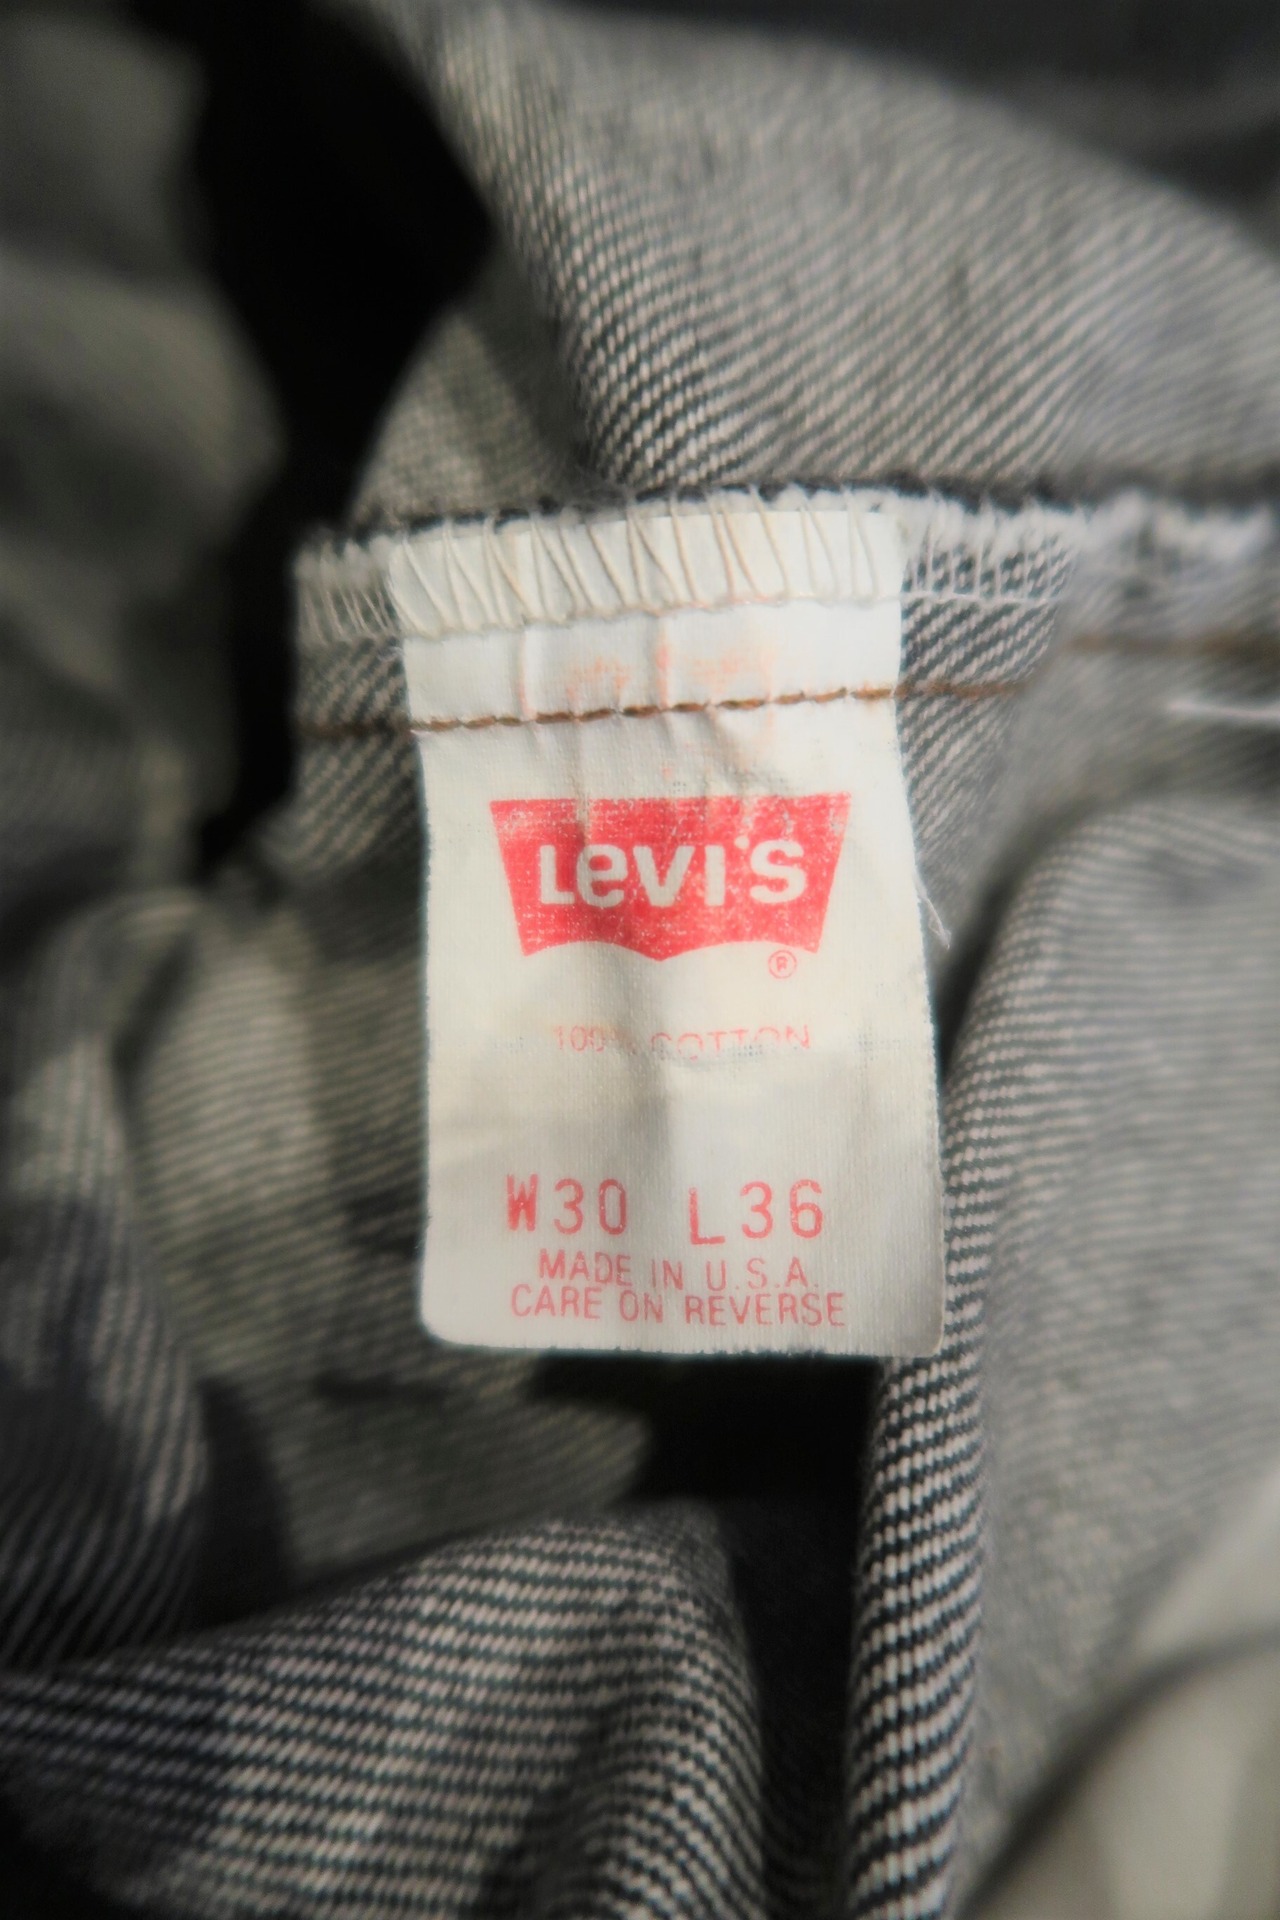 Levi's
®
100% COTTON
W30 L36
MADE IN U.S.A.
CARE ON REVERSE